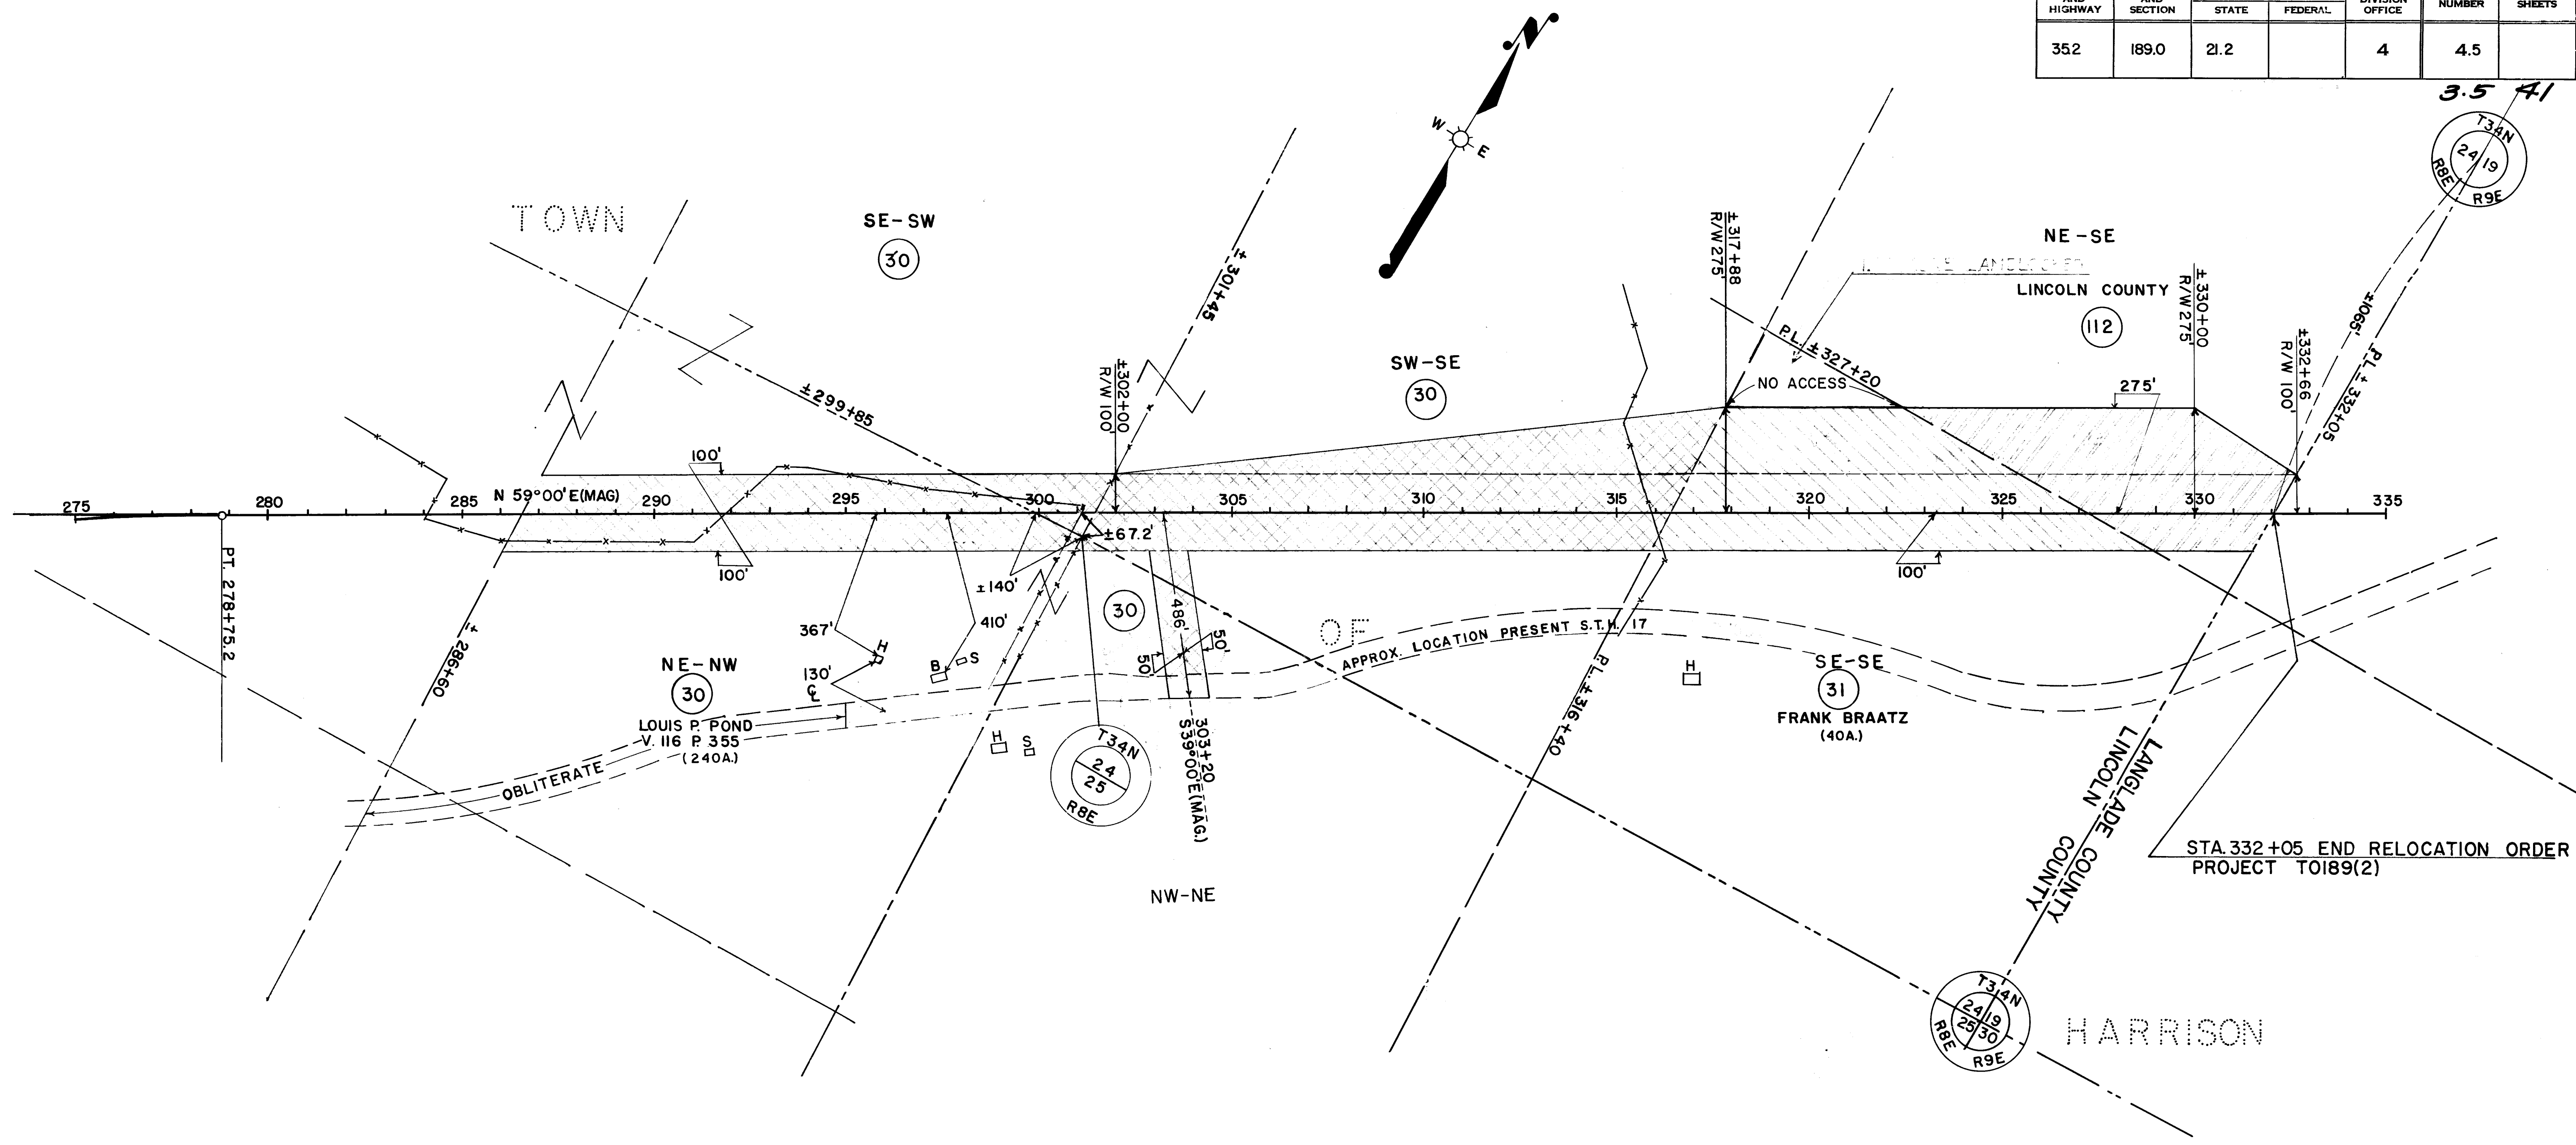 HIGHWAY
SECTION
STATE
FEDERAL
OFFICE
NUMBER
SHEETS
35.2
189.0
21.2
4
4.5
3.5 41
N
W
E
T34N
24 19
R8E
R9E
TOWN
SE-SW
30
± 301+45
±317+88
R/W 275'
NE-SE
LANDLOCKED
LINCOLN COUNTY
112
±330+00
R/W 275'
±1065'
P.L. ± 332+05
±332+66
R/W 100'
P.L. ±327+20
NO ACCESS
275'
SW-SE
30
±302+00
R/W 100'
±299+85
100'
275
280
285
N 59°00' E(MAG)
290
295
300
305
310
315
320
325
330
335
±67.2'
100'
100'
PT. 278+75.2
± 286+60
±140'
367'
410'
H
B
S
130'
℄
30
486'
50'
50'
OF
APPROX. LOCATION PRESENT S.T.H. 17
NE-NW
30
LOUIS P. POND
V. 116 P. 355
(240A.)
OBLITERATE
H
S
T34N
24
25
R8E
303+20
S39°00'E(MAG.)
P.L. ±316+40
H
SE-SE
31
FRANK BRAATZ
(40A.)
NW-NE
LANGLADE COUNTY
LINCOLN COUNTY
STA. 332+05 END RELOCATION ORDER
PROJECT T0189(2)
T34N
24 19
25 30
R8E
R9E
HARRISON